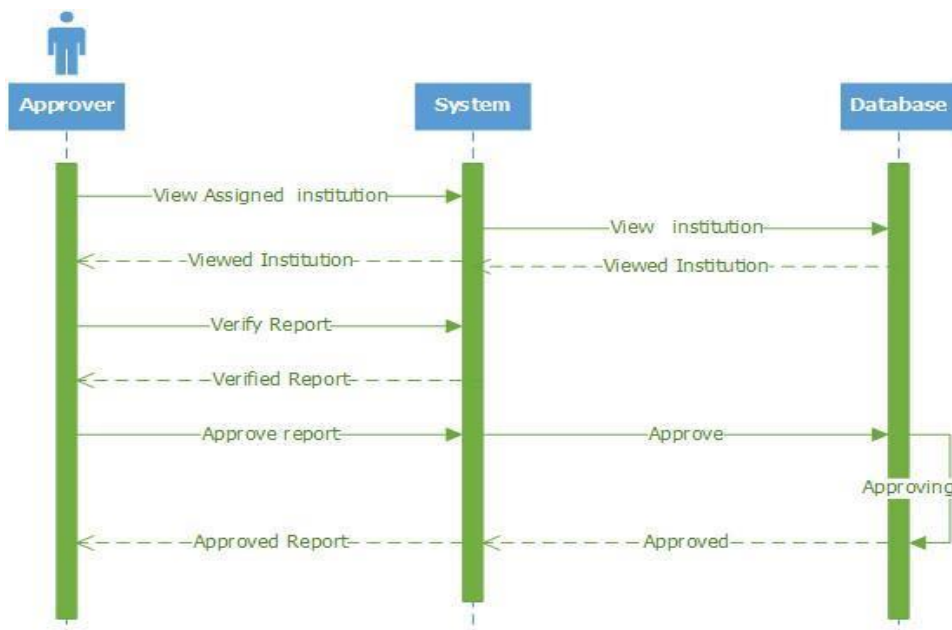 Approver
System
Database
View Assigned institution
View institution
Viewed Institution
Viewed Institution
Verify Report
Verified Report
Approve report
Approve
Approving
Approved Report
Approved